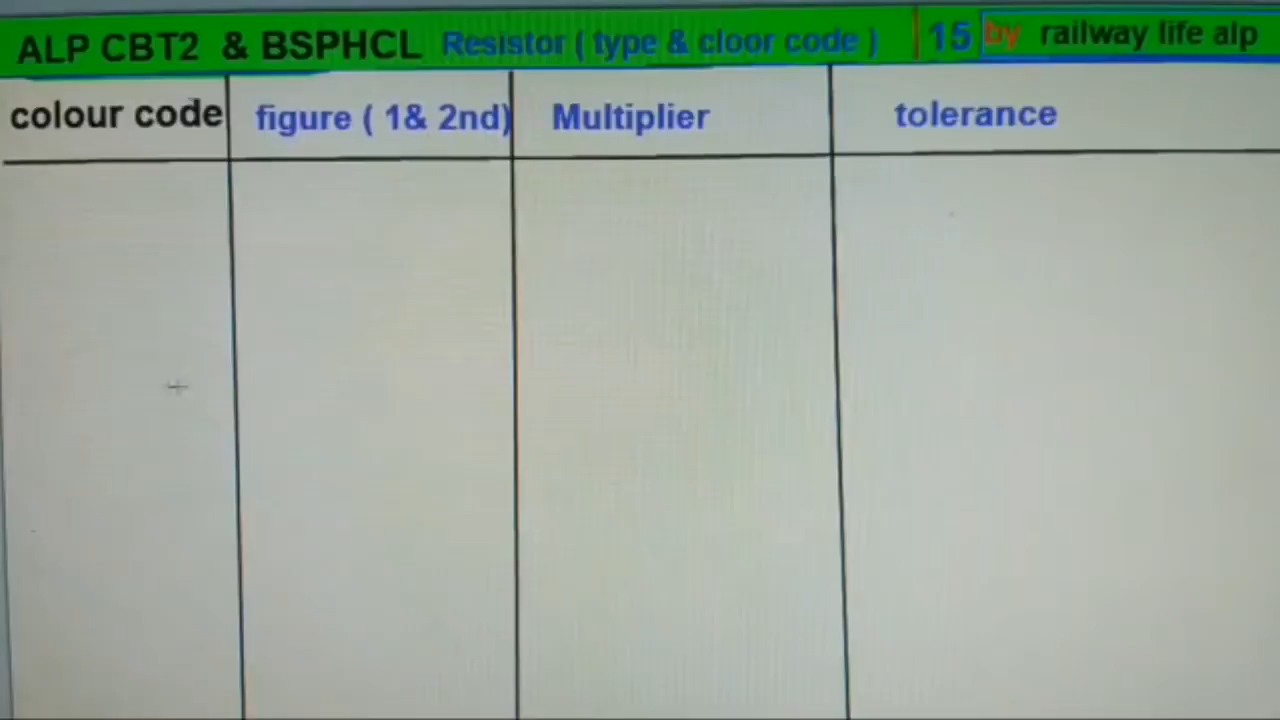 ALP CBT2 & BSPHCL Resistor ( type & cloor code ) 15 by railway life alp
colour code figure ( 1& 2nd) Multiplier tolerance